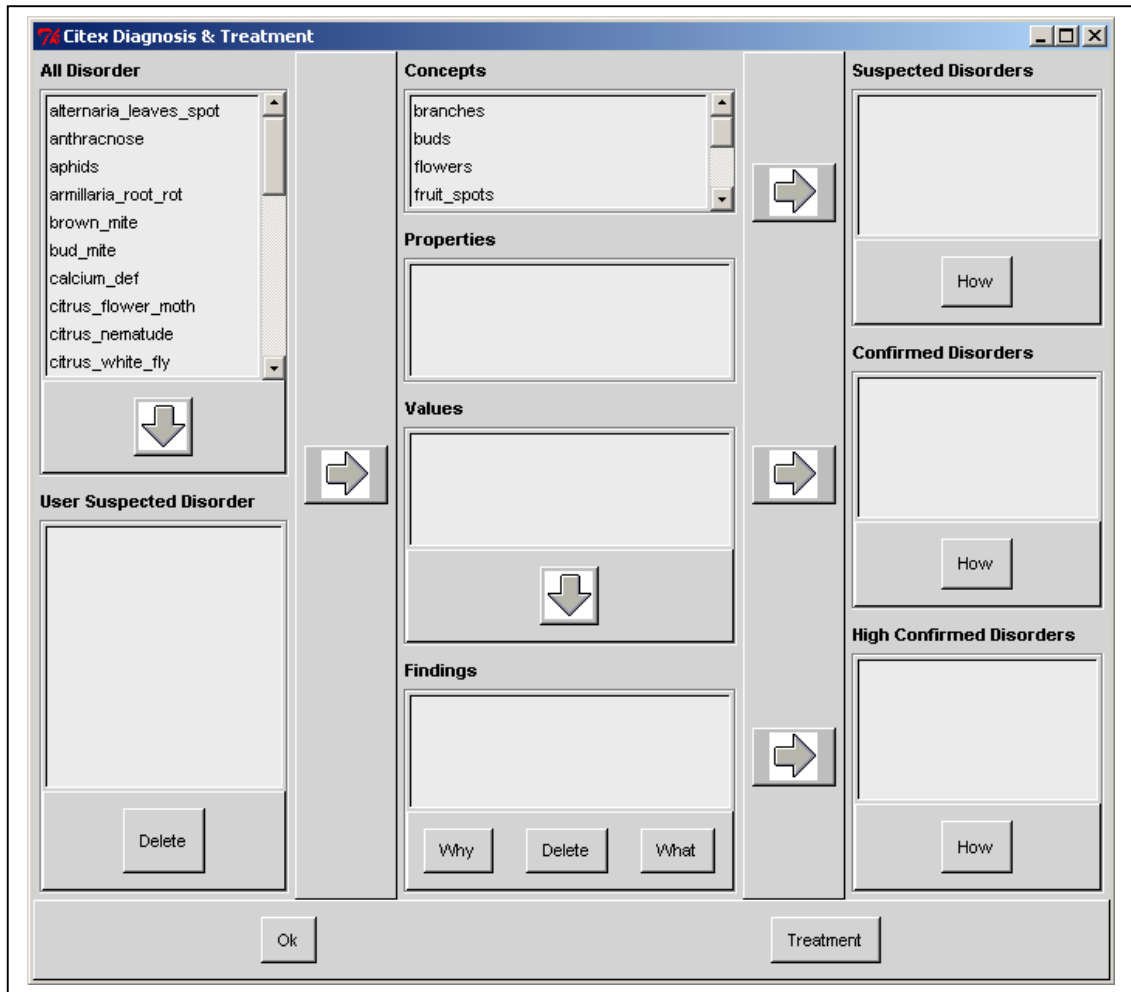 Citex Diagnosis & Treatment
All Disorder
alternaria_leaves_spot
anthracnose
aphids
armillaria_root_rot
brown_mite
bud_mite
calcium_def
citrus_flower_moth
citrus_nematude
citrus_white_fly
User Suspected Disorder
Delete
Concepts
branches
buds
flowers
fruit_spots
Properties
Values
Findings
Why Delete What
Suspected Disorders
How
Confirmed Disorders
How
High Confirmed Disorders
How
Ok Treatment